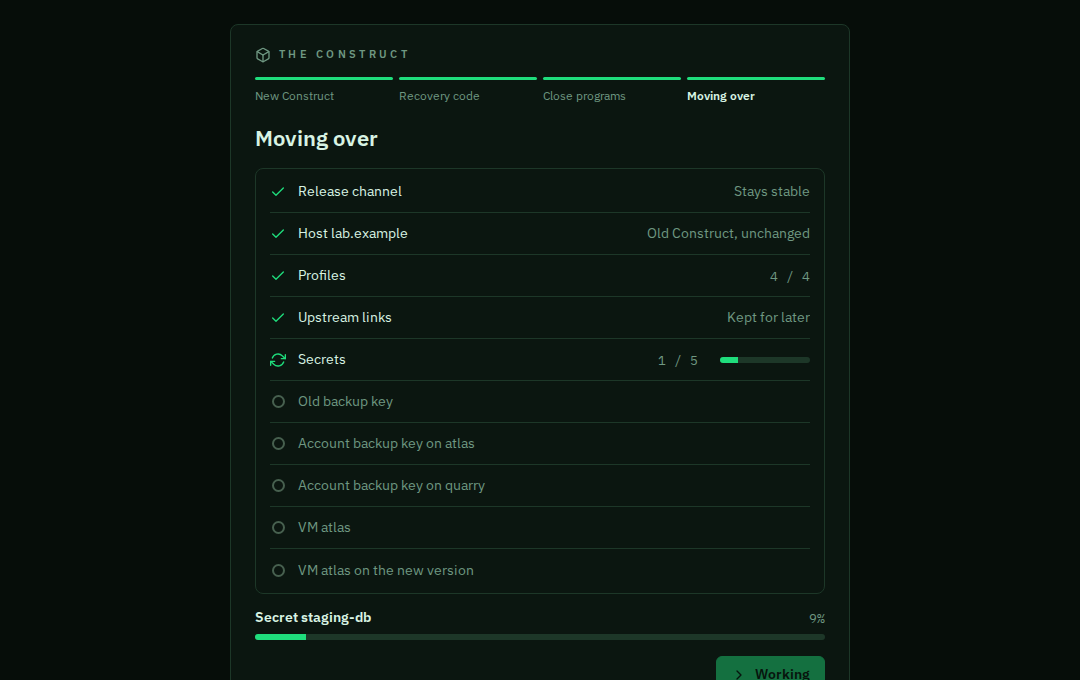 THE CONSTRUCT
New Construct
Recovery code
Close programs
Moving over
Moving over
Release channel
Stays stable
Host lab.example
Old Construct, unchanged
Profiles
4 / 4
Upstream links
Kept for later
Secrets
1 / 5
Old backup key
Account backup key on atlas
Account backup key on quarry
VM atlas
VM atlas on the new version
Secret staging-db
9%
Working